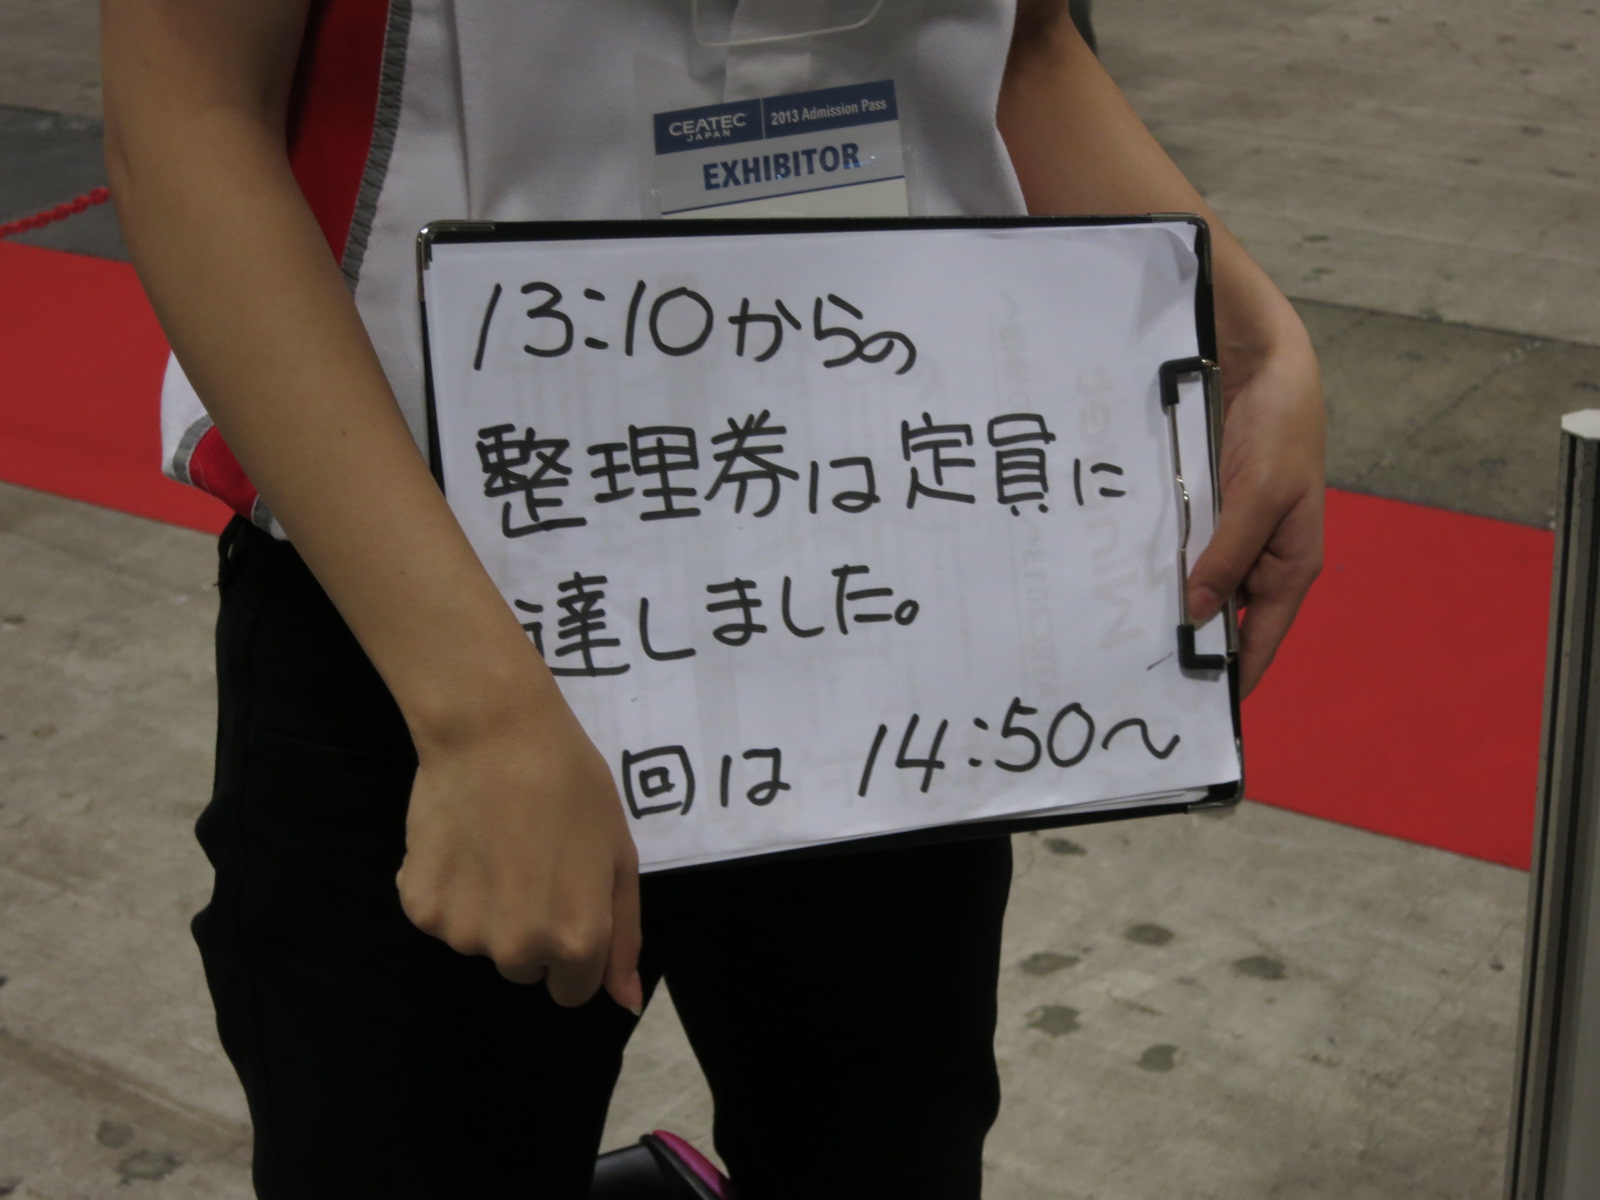 CEATEC
JAPAN
2013 Admission Pass
EXHIBITOR
13:10からの
整理券は定員に
達しました。
回は 14:50～